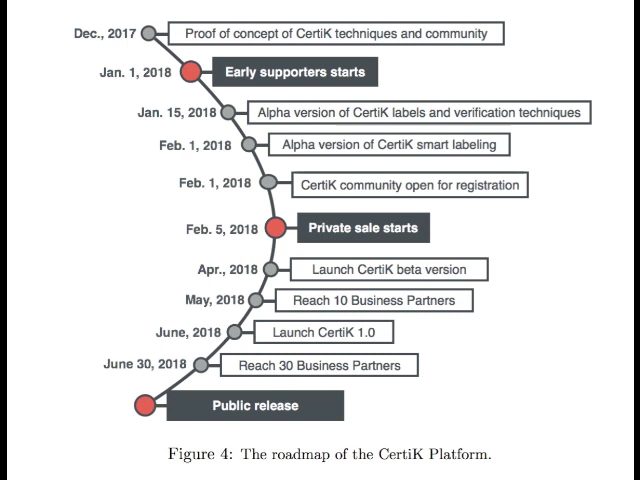 Dec., 2017 Proof of concept of CertiK techniques and community
Jan. 1, 2018 Early supporters starts
Jan. 15, 2018 Alpha version of CertiK labels and verification techniques
Feb. 1, 2018 Alpha version of CertiK smart labeling
Feb. 1, 2018 CertiK community open for registration
Feb. 5, 2018 Private sale starts
Apr., 2018 Launch CertiK beta version
May, 2018 Reach 10 Business Partners
June, 2018 Launch CertiK 1.0
June 30, 2018 Reach 30 Business Partners
Public release
Figure 4: The roadmap of the CertiK Platform.